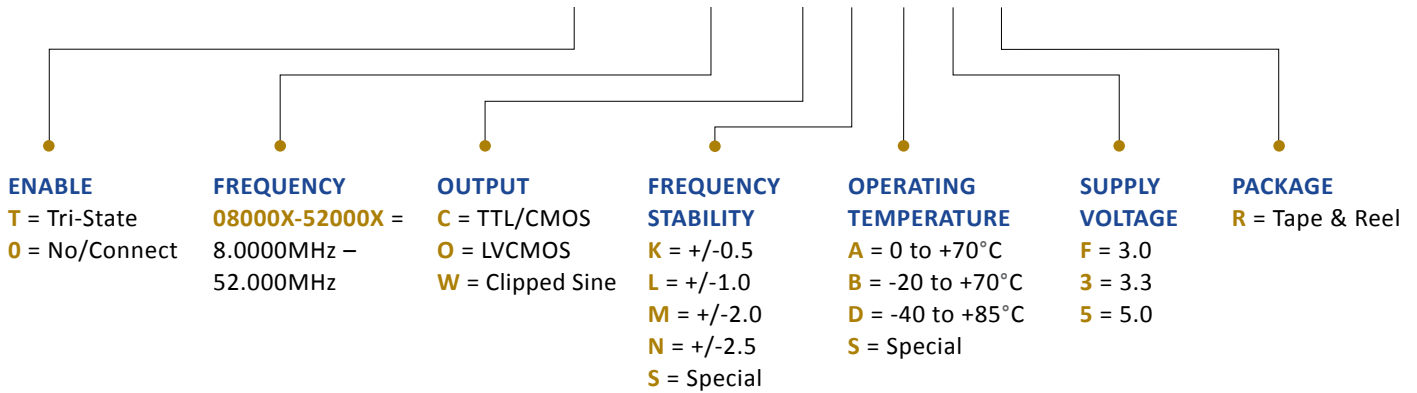 ENABLE
T = Tri-State
0 = No/Connect
FREQUENCY
08000X-52000X =
8.0000MHz –
52.000MHz
OUTPUT
C = TTL/CMOS
O = LVCMOS
W = Clipped Sine
FREQUENCY
STABILITY
K = +/-0.5
L = +/-1.0
M = +/-2.0
N = +/-2.5
S = Special
OPERATING
TEMPERATURE
A = 0 to +70°C
B = -20 to +70°C
D = -40 to +85°C
S = Special
SUPPLY
VOLTAGE
F = 3.0
3 = 3.3
5 = 5.0
PACKAGE
R = Tape & Reel